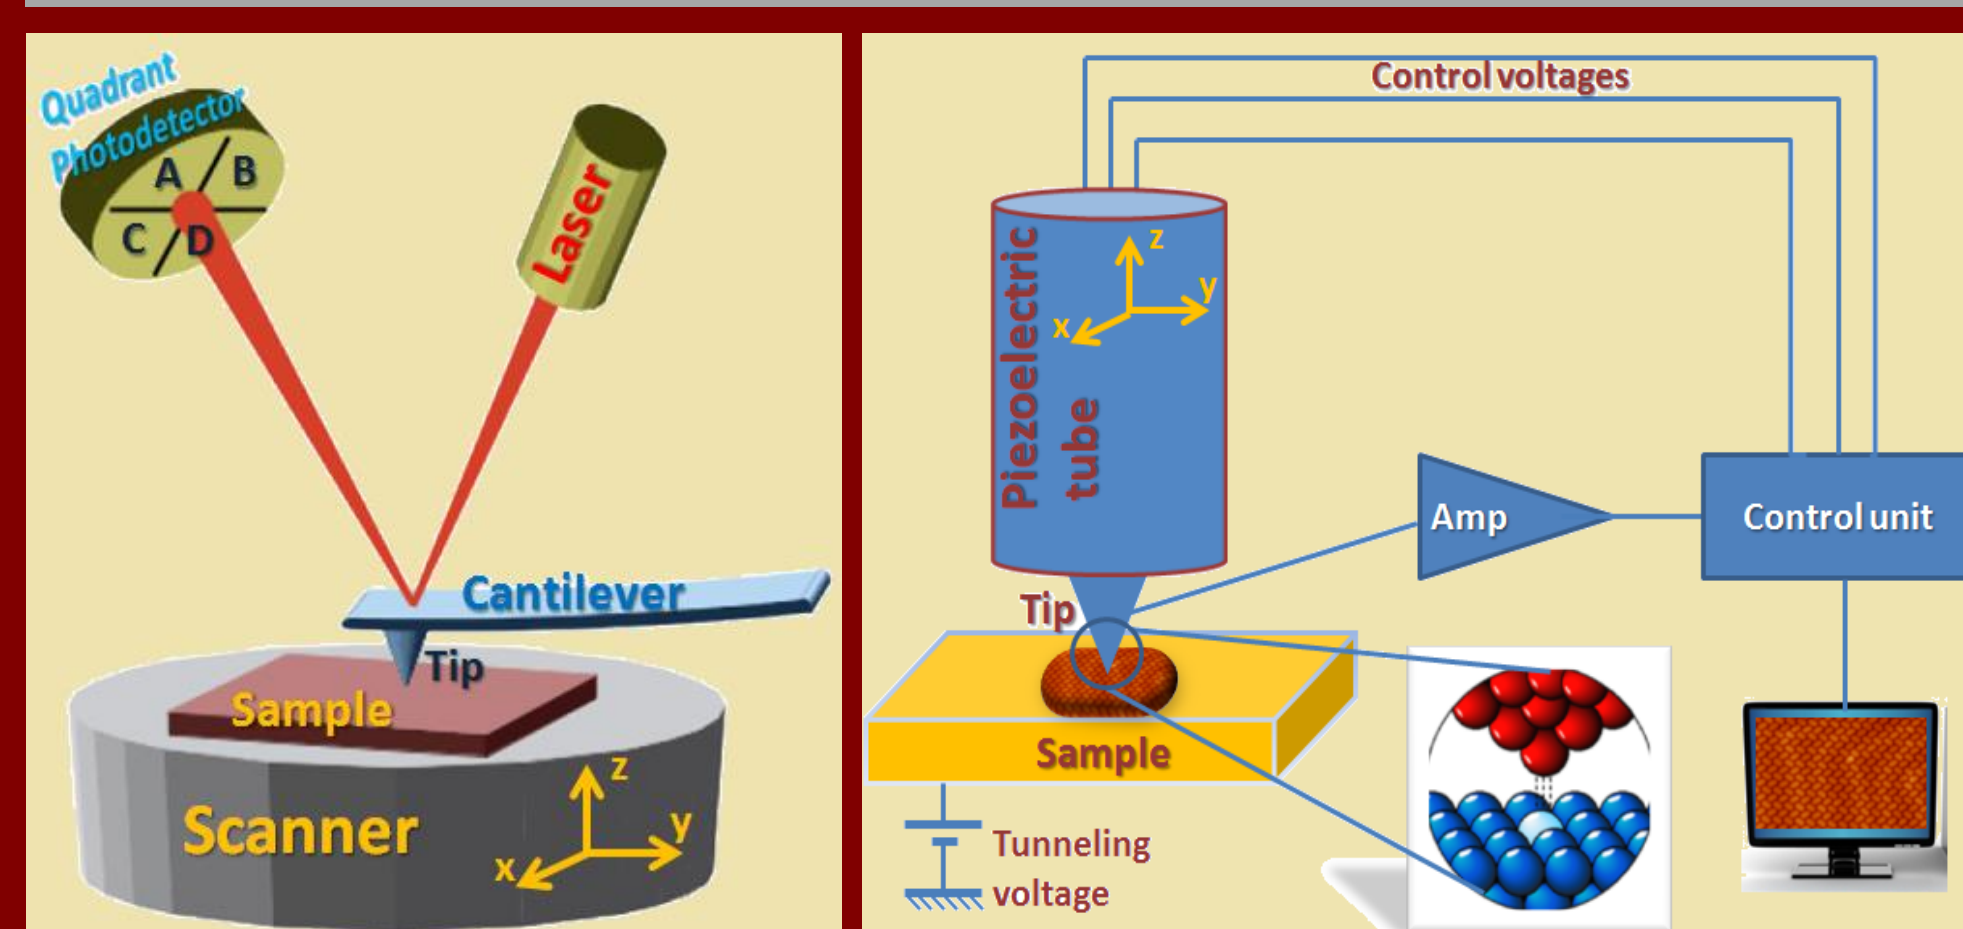 Quadrant
Photodetector
A
B
C
D
Laser
Cantilever
Tip
Sample
Scanner
z
y
x
Control voltages
Piezoelectric
tube
z
y
x
Amp
Control unit
Tip
Sample
Tunneling
voltage